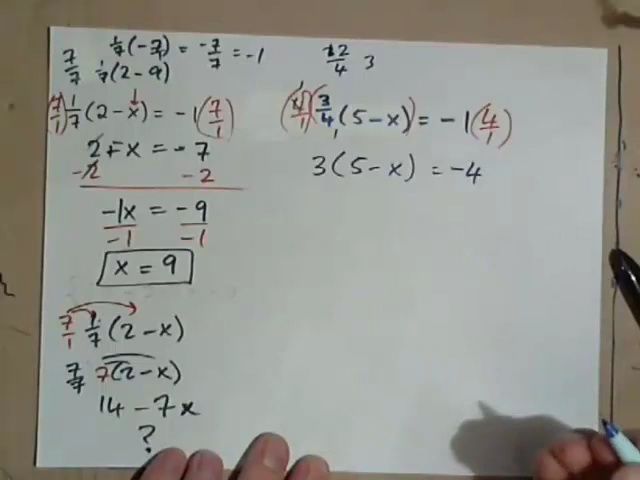 1/7(-7) = -7/7 = -1
7/7 1/7(2-9)
(7/1) 1/7 (2-x) = -1(7/1)
2 + -x = -7
-2 -2
-1x = -9
-1 -1
x = 9
7/1 1/7 (2-x)
7/7 7(2-x)
14 - 7x
?
12/4 3
(4/1) 3/4 (5-x) = -1(4/1)
3(5-x) = -4